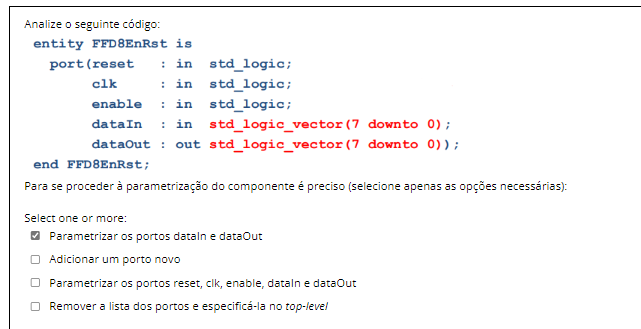 Analize o seguinte código:
entity FFD8EnRst is
port(reset : in std_logic;
clk : in std_logic;
enable : in std_logic;
dataIn : in std_logic_vector(7 downto 0);
dataOut : out std_logic_vector(7 downto 0));
end FFD8EnRst;
Para se proceder à parametrização do componente é preciso (selecione apenas as opções necessárias):
Select one or more:
Parametrizar os portos dataIn e dataOut
Adicionar um porto novo
Parametrizar os portos reset, clk, enable, dataIn e dataOut
Remover a lista dos portos e especificá-la no top-level